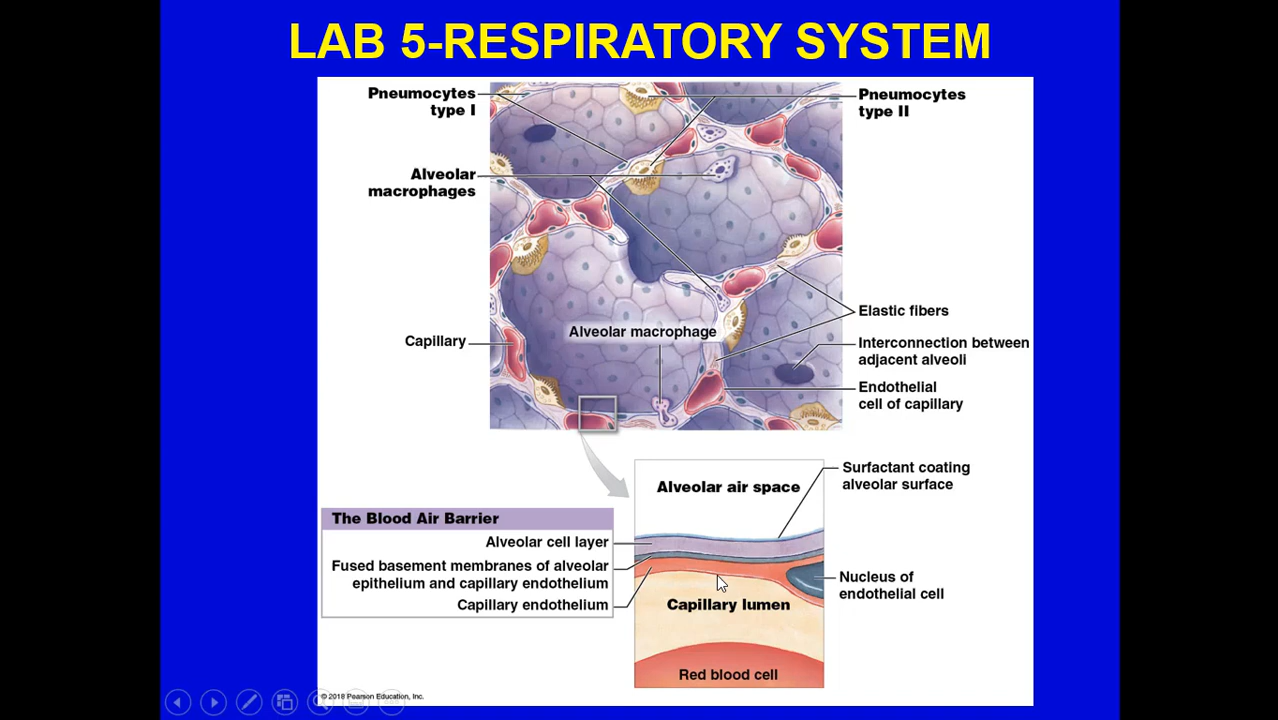 LAB 5-RESPIRATORY SYSTEM
Pneumocytes
type I
Pneumocytes
type II
Alveolar
macrophages
Elastic fibers
Alveolar macrophage
Capillary
Interconnection between
adjacent alveoli
Endothelial
cell of capillary
Surfactant coating
alveolar surface
Alveolar air space
The Blood Air Barrier
Alveolar cell layer
Fused basement membranes of alveolar
epithelium and capillary endothelium
Capillary endothelium
Nucleus of
endothelial cell
Capillary lumen
Red blood cell
© 2018 Pearson Education, Inc.